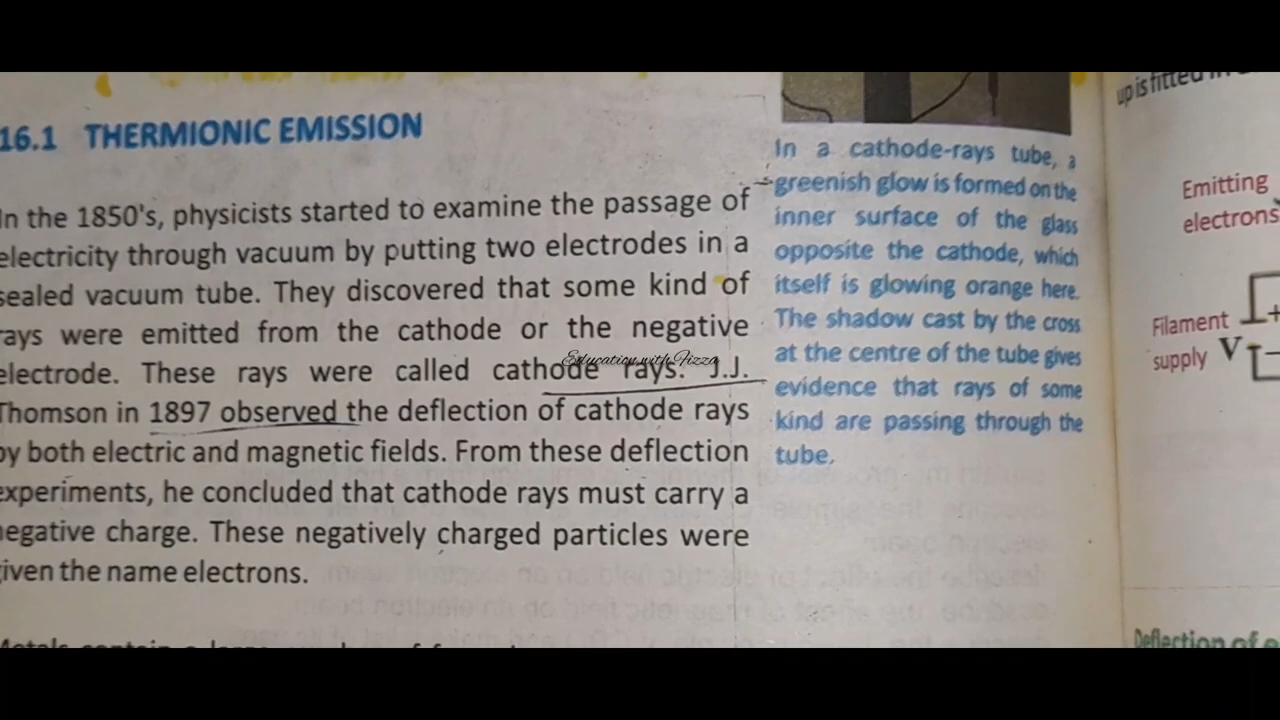 16.1 THERMIONIC EMISSION
In the 1850's, physicists started to examine the passage of
electricity through vacuum by putting two electrodes in a
sealed vacuum tube. They discovered that some kind of
rays were emitted from the cathode or the negative
electrode. These rays were called cathode rays. J.J.
Thomson in 1897 observed the deflection of cathode rays
by both electric and magnetic fields. From these deflection
experiments, he concluded that cathode rays must carry a
negative charge. These negatively charged particles were
given the name electrons.
Education with Fizza
In a cathode-rays tube, a
greenish glow is formed on the
inner surface of the glass
opposite the cathode, which
itself is glowing orange here.
The shadow cast by the cross
at the centre of the tube gives
evidence that rays of some
kind are passing through the
tube.
up is fitted in
Emitting
electrons
Filament
supply V
+
-
Deflection of